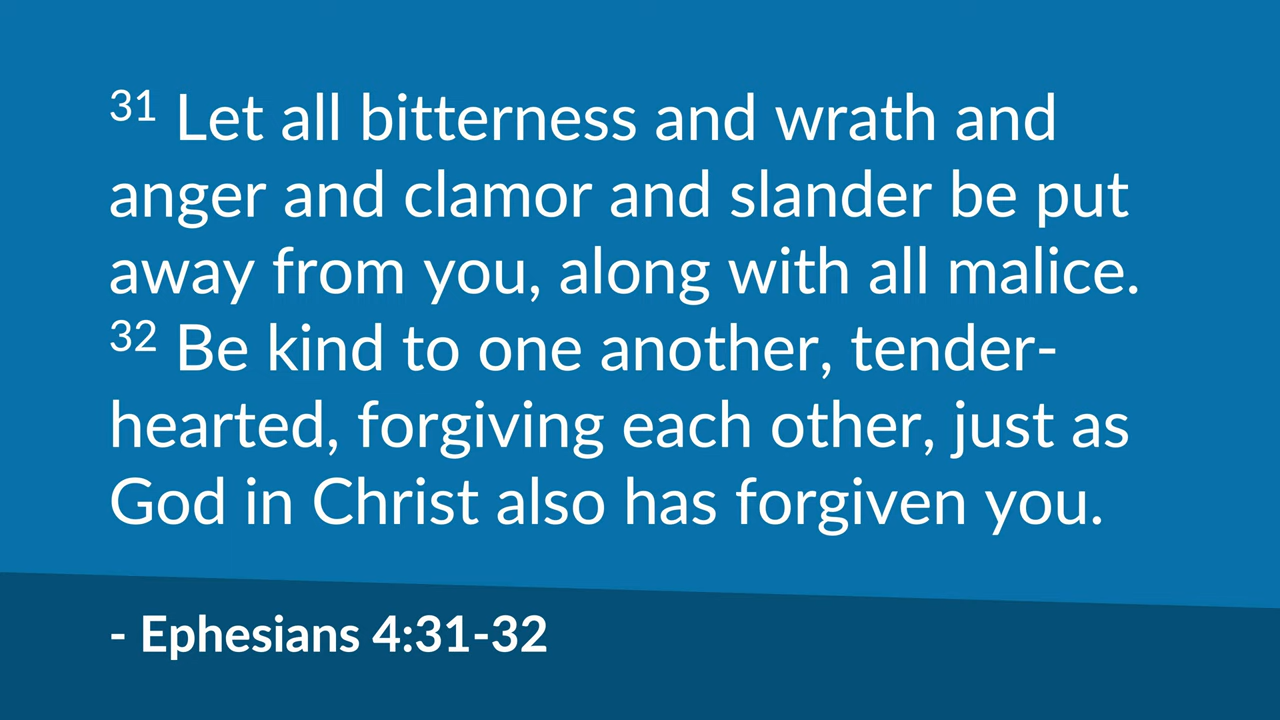 31 Let all bitterness and wrath and
anger and clamor and slander be put
away from you, along with all malice.
32 Be kind to one another, tender-
hearted, forgiving each other, just as
God in Christ also has forgiven you.
- Ephesians 4:31-32